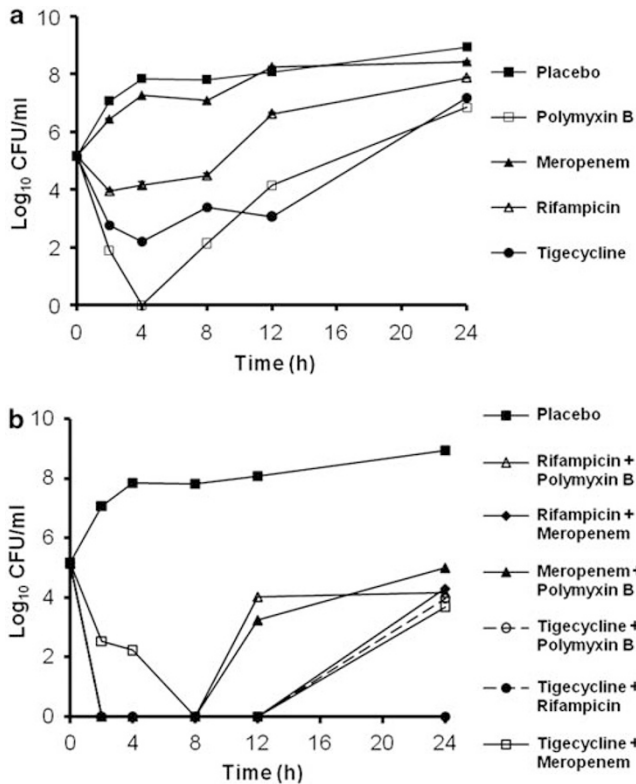 a
10
8
6
4
2
0
Log₁₀ CFU/ml
0 4 8 12 16 20 24
Time (h)
Placebo
Polymyxin B
Meropenem
Rifampicin
Tigecycline
b
10
8
6
4
2
0
Log₁₀ CFU/ml
0 4 8 12 16 20 24
Time (h)
Placebo
Rifampicin +
Polymyxin B
Rifampicin +
Meropenem
Meropenem +
Polymyxin B
Tigecycline +
Polymyxin B
Tigecycline +
Rifampicin
Tigecycline +
Meropenem